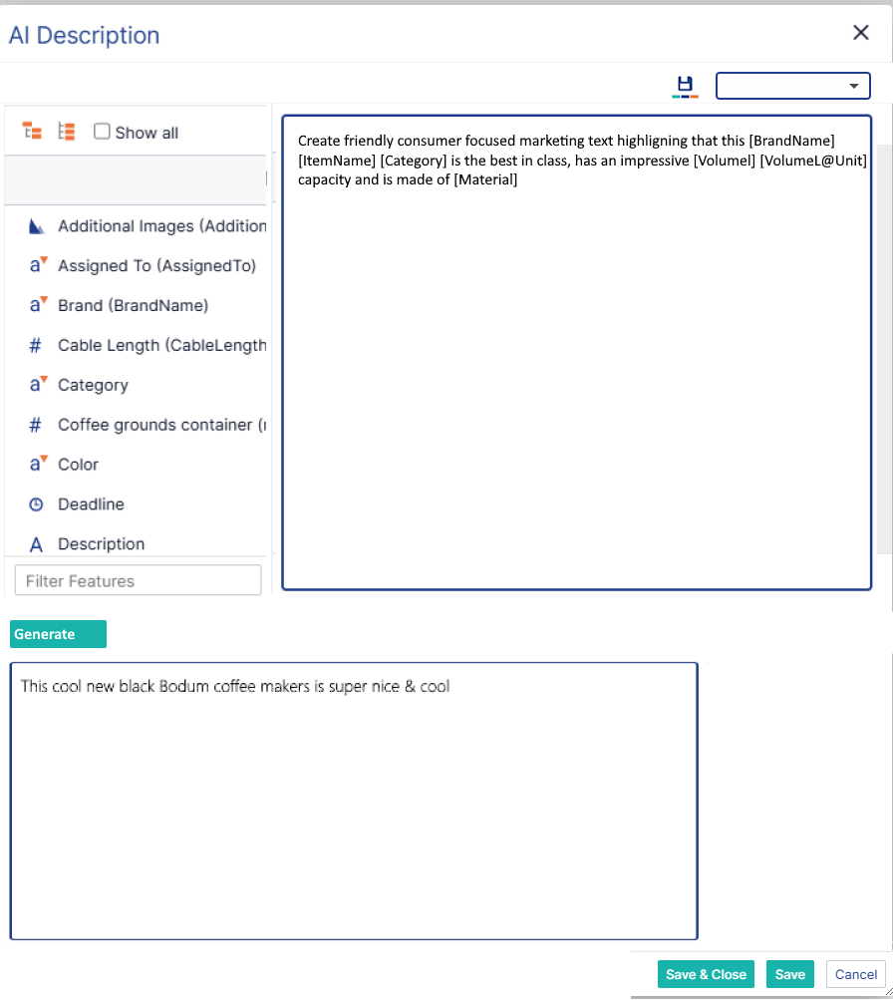 AI Description
Show all
Additional Images (Addition
Assigned To (AssignedTo)
Brand (BrandName)
Cable Length (CableLength
Category
Coffee grounds container (
Color
Deadline
Description
Filter Features
Create friendly consumer focused marketing text highligning that this [BrandName]
[ItemName] [Category] is the best in class, has an impressive [Volumel] [VolumeL@Unit]
capacity and is made of [Material]
Generate
This cool new black Bodum coffee makers is super nice & cool
Save & Close
Save
Cancel